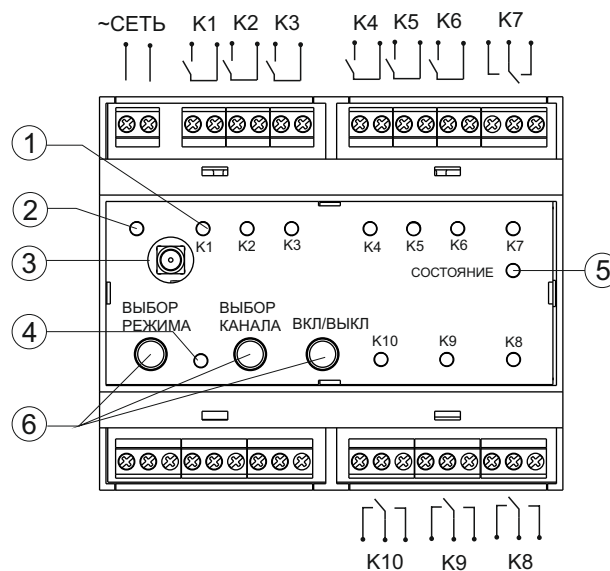 ~СЕТЬ K1 K2 K3 K4 K5 K6 K7
1
2
K1 K2 K3 K4 K5 K6 K7
3
СОСТОЯНИЕ 5
ВЫБОР РЕЖИМА
ВЫБОР КАНАЛА
ВКЛ/ВЫКЛ
4
K10 K9 K8
6
K10 K9 K8